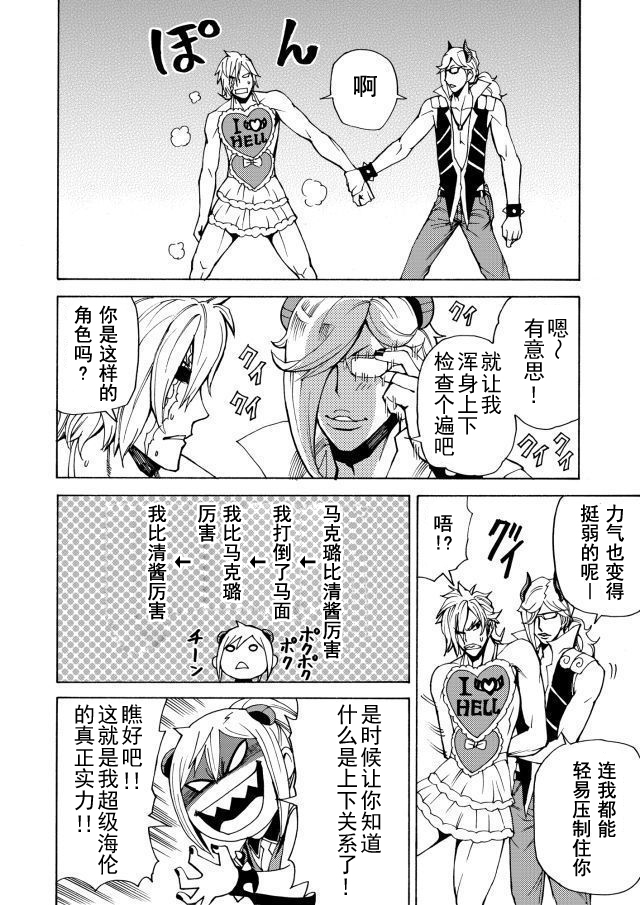 ぽん
啊
I
HELL
嗯～
有意思！
就让我
浑身上下
检查个遍吧
クイ
クイ
クイ
クイ
你是这样的
角色吗？
力气也变得
挺弱的呢ー
グイ
唔!?
I
HELL
连我都能
轻易压制住你
马克璐比清酱厉害
↓
我打倒了马面
↓
我比马克璐
厉害
↓
我比清酱厉害
ポクポク
ポク
チーン
是时候让你知道
什么是上下关系了！
瞧好吧!!
这就是我超级海伦
的真正实力!!